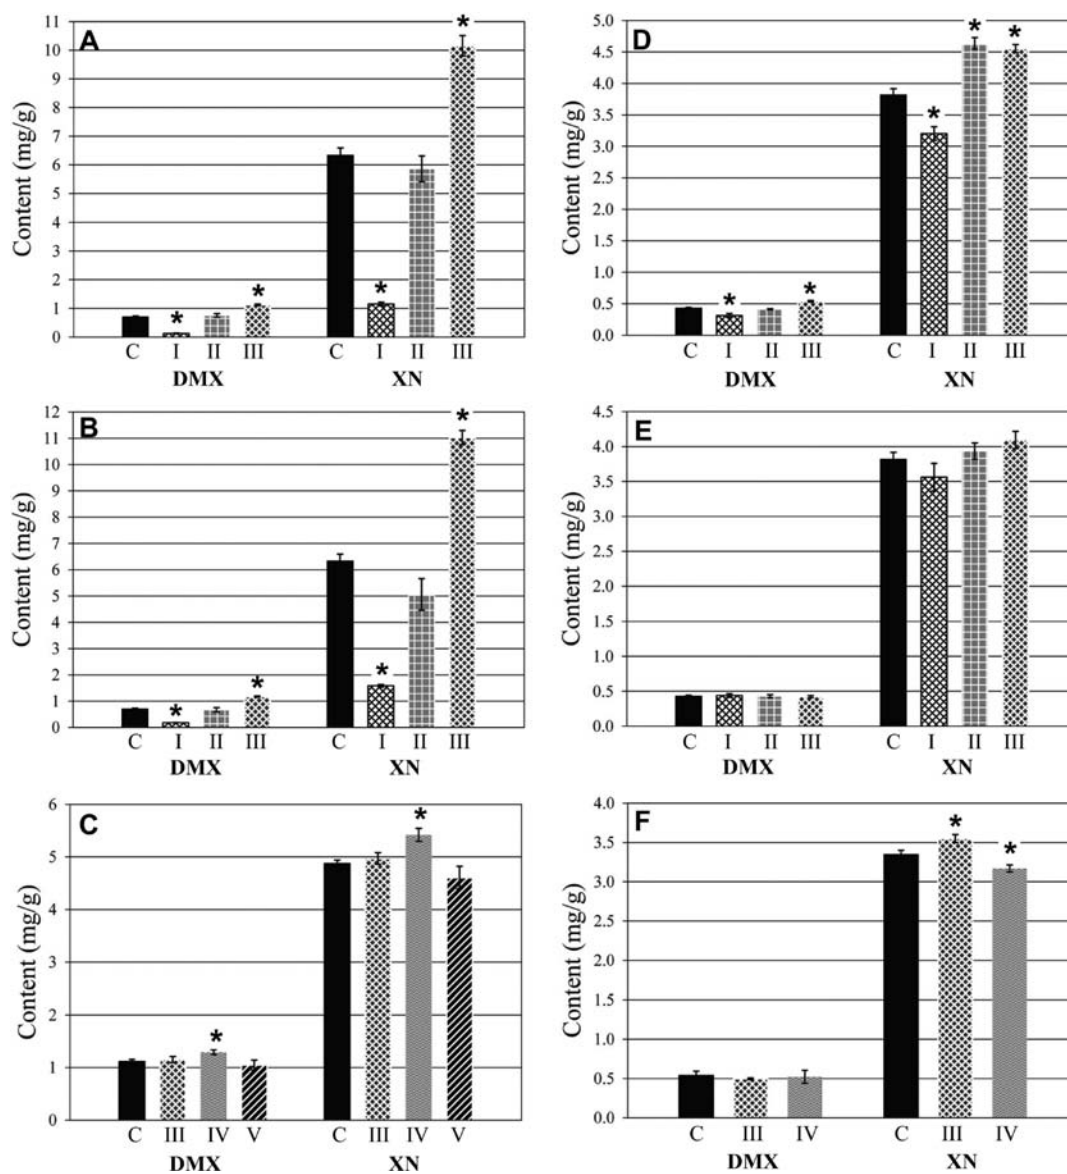 A
Content (mg/g)
11
10
9
8
7
6
5
4
3
2
1
0
* * * *
C I II III C I II III
DMX XN
D
Content (mg/g)
5.0
4.5
4.0
3.5
3.0
2.5
2.0
1.5
1.0
0.5
0.0
* * * * *
C I II III C I II III
DMX XN
B
Content (mg/g)
12
11
10
9
8
7
6
5
4
3
2
1
0
* * * *
C I II III C I II III
DMX XN
E
Content (mg/g)
4.5
4.0
3.5
3.0
2.5
2.0
1.5
1.0
0.5
0.0
C I II III C I II III
DMX XN
C
Content (mg/g)
6
5
4
3
2
1
0
* *
C III IV V C III IV V
DMX XN
F
Content (mg/g)
4.0
3.5
3.0
2.5
2.0
1.5
1.0
0.5
0.0
* *
C III IV C III IV
DMX XN